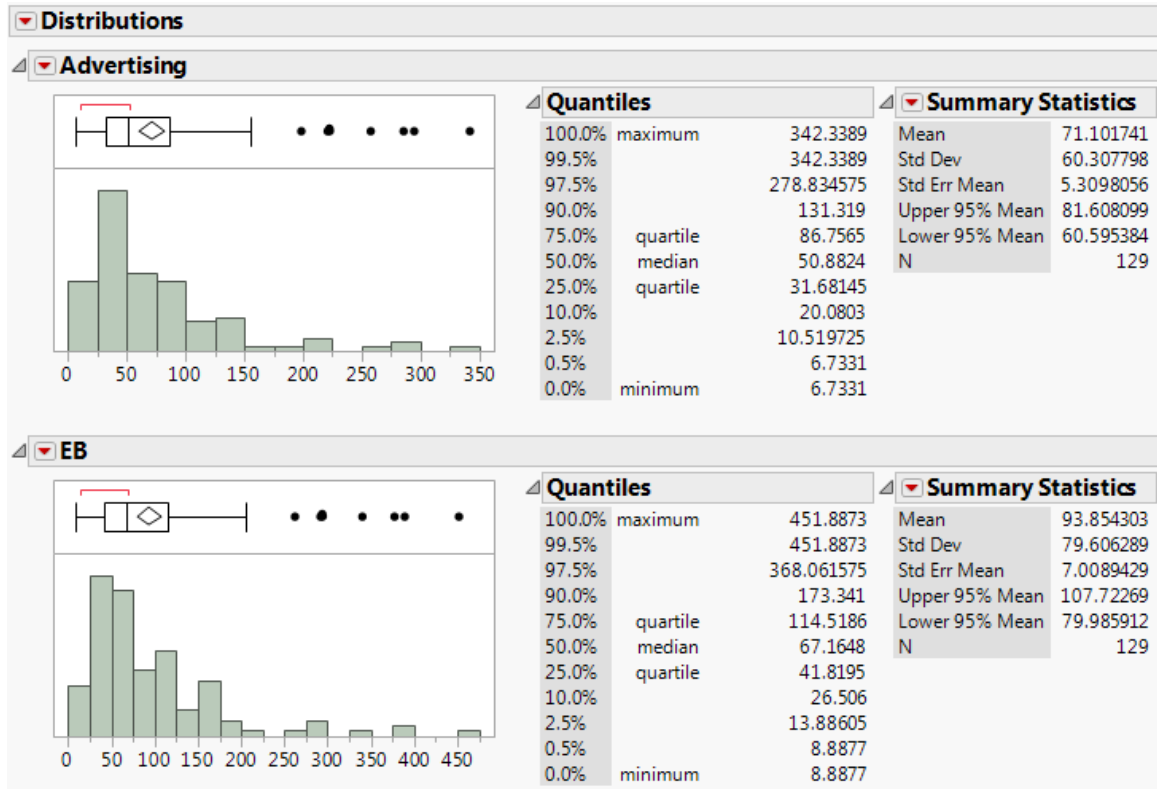 Distributions
Advertising
0 50 100 150 200 250 300 350
Quantiles
100.0% maximum 342.3389
99.5% 342.3389
97.5% 278.834575
90.0% 131.319
75.0% quartile 86.7565
50.0% median 50.8824
25.0% quartile 31.68145
10.0% 20.0803
2.5% 10.519725
0.5% 6.7331
0.0% minimum 6.7331
Summary Statistics
Mean 71.101741
Std Dev 60.307798
Std Err Mean 5.3098056
Upper 95% Mean 81.608099
Lower 95% Mean 60.595384
N 129
EB
0 50 100 150 200 250 300 350 400 450
Quantiles
100.0% maximum 451.8873
99.5% 451.8873
97.5% 368.061575
90.0% 173.341
75.0% quartile 114.5186
50.0% median 67.1648
25.0% quartile 41.8195
10.0% 26.506
2.5% 13.88605
0.5% 8.8877
0.0% minimum 8.8877
Summary Statistics
Mean 93.854303
Std Dev 79.606289
Std Err Mean 7.0089429
Upper 95% Mean 107.72269
Lower 95% Mean 79.985912
N 129